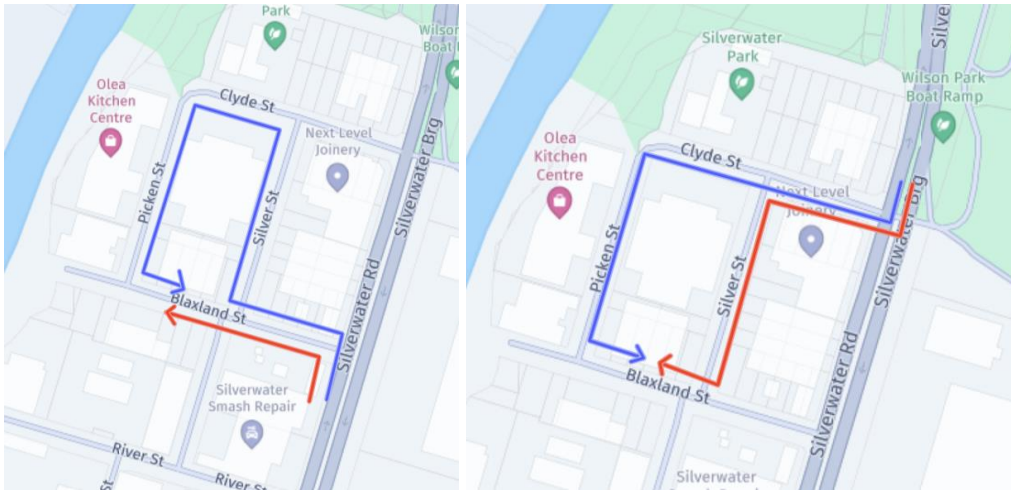 Park
Wilson
Boat
Olea
Kitchen
Centre
Clyde St
Next Level
Joinery
Picken St
Silver St
Silverwater Brg
Silverwater Rd
Blaxland St
Silverwater
Smash Repair
River St
River St
St
Silverwater
Park
Wilson Park
Boat Ramp
Olea
Kitchen
Centre
Clyde St
Next Level
Joinery
Picken St
Silver St
Silverwater Brg
Silverwater Rd
Blaxland St
Silverwater